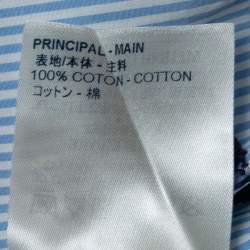 PRINCIPAL - MAIN
表地/本体 - 主料
100% COTON - COTTON
コットン - 棉